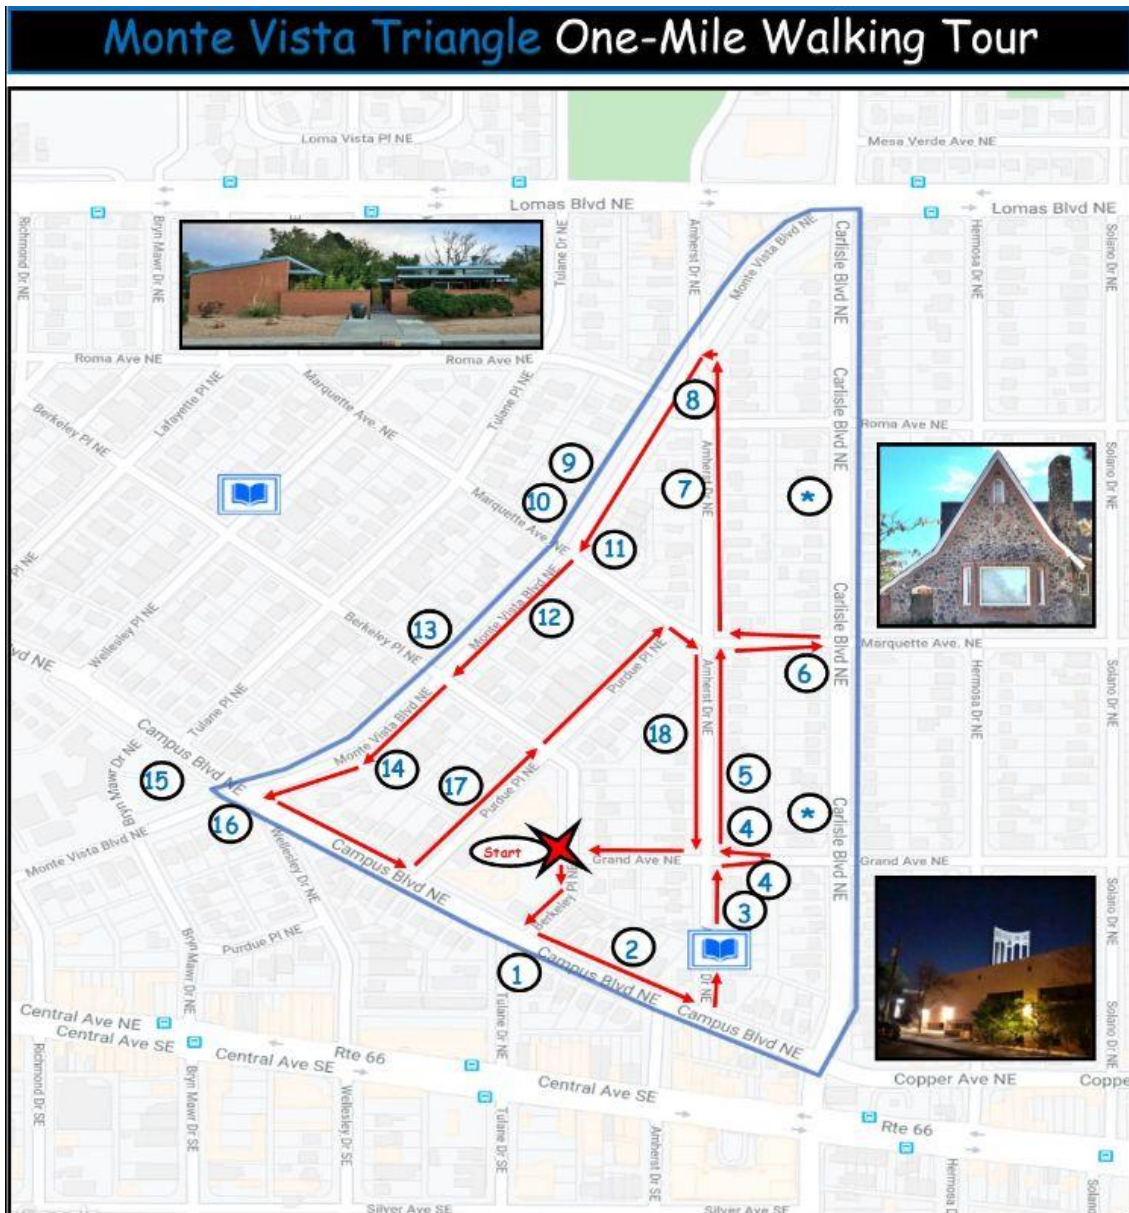 Monte Vista Triangle One-Mile Walking Tour
Loma Vista Pl NE
Mesa Verde Ave NE
Lomas Blvd NE
Lomas Blvd NE
Richmond Dr NE
Bryn Mawr Dr NE
Tulane Dr NE
Amherst Dr NE
Monte Vista Blvd NE
Carlisle Blvd NE
Hermosa Dr NE
Solano Dr NE
Roma Ave NE
Roma Ave NE
Marquette Ave. NE
Lafayette Pl NE
Berkeley Pl NE
Tulane Pl NE
Carlisle Blvd NE
Roma Ave NE
Solano Dr NE
8
9
7
Amherst Dr NE
*
10
Marquette Ave. NE
11
12
Monte Vista Blvd NE
13
Berkeley Pl NE
Wellesley Pl NE
Carlisle Blvd NE
Marquette Ave. NE
6
Purdue Pl NE
Amherst Dr NE
Hermosa Dr NE
Solano Dr NE
18
Tulane Pl NE
Campus Blvd NE
Monte Vista Blvd NE
14
15
Bryn Mawr Dr NE
17
Purdue Pl NE
5
16
4
*
Carlisle Blvd NE
Monte Vista Blvd NE
Wellesley Dr NE
Campus Blvd NE
Start
Grand Ave NE
Grand Ave NE
4
3
Berkeley Pl NE
Purdue Pl NE
Bryn Mawr Dr NE
2
1
Campus Blvd NE
Dr NE
Campus Blvd NE
Solano Dr NE
Tulane Dr NE
Solano Dr NE
Central Ave NE
Central Ave SE
Central Ave SE
Rte 66
Central Ave SE
Copper Ave NE
Copper
Rte 66
Richmond Dr SE
Bryn Mawr Dr SE
Wellesley Dr SE
Tulane Dr SE
Amherst Dr SE
Hermosa
Solano
Silver Ave SE
Silver Ave SE